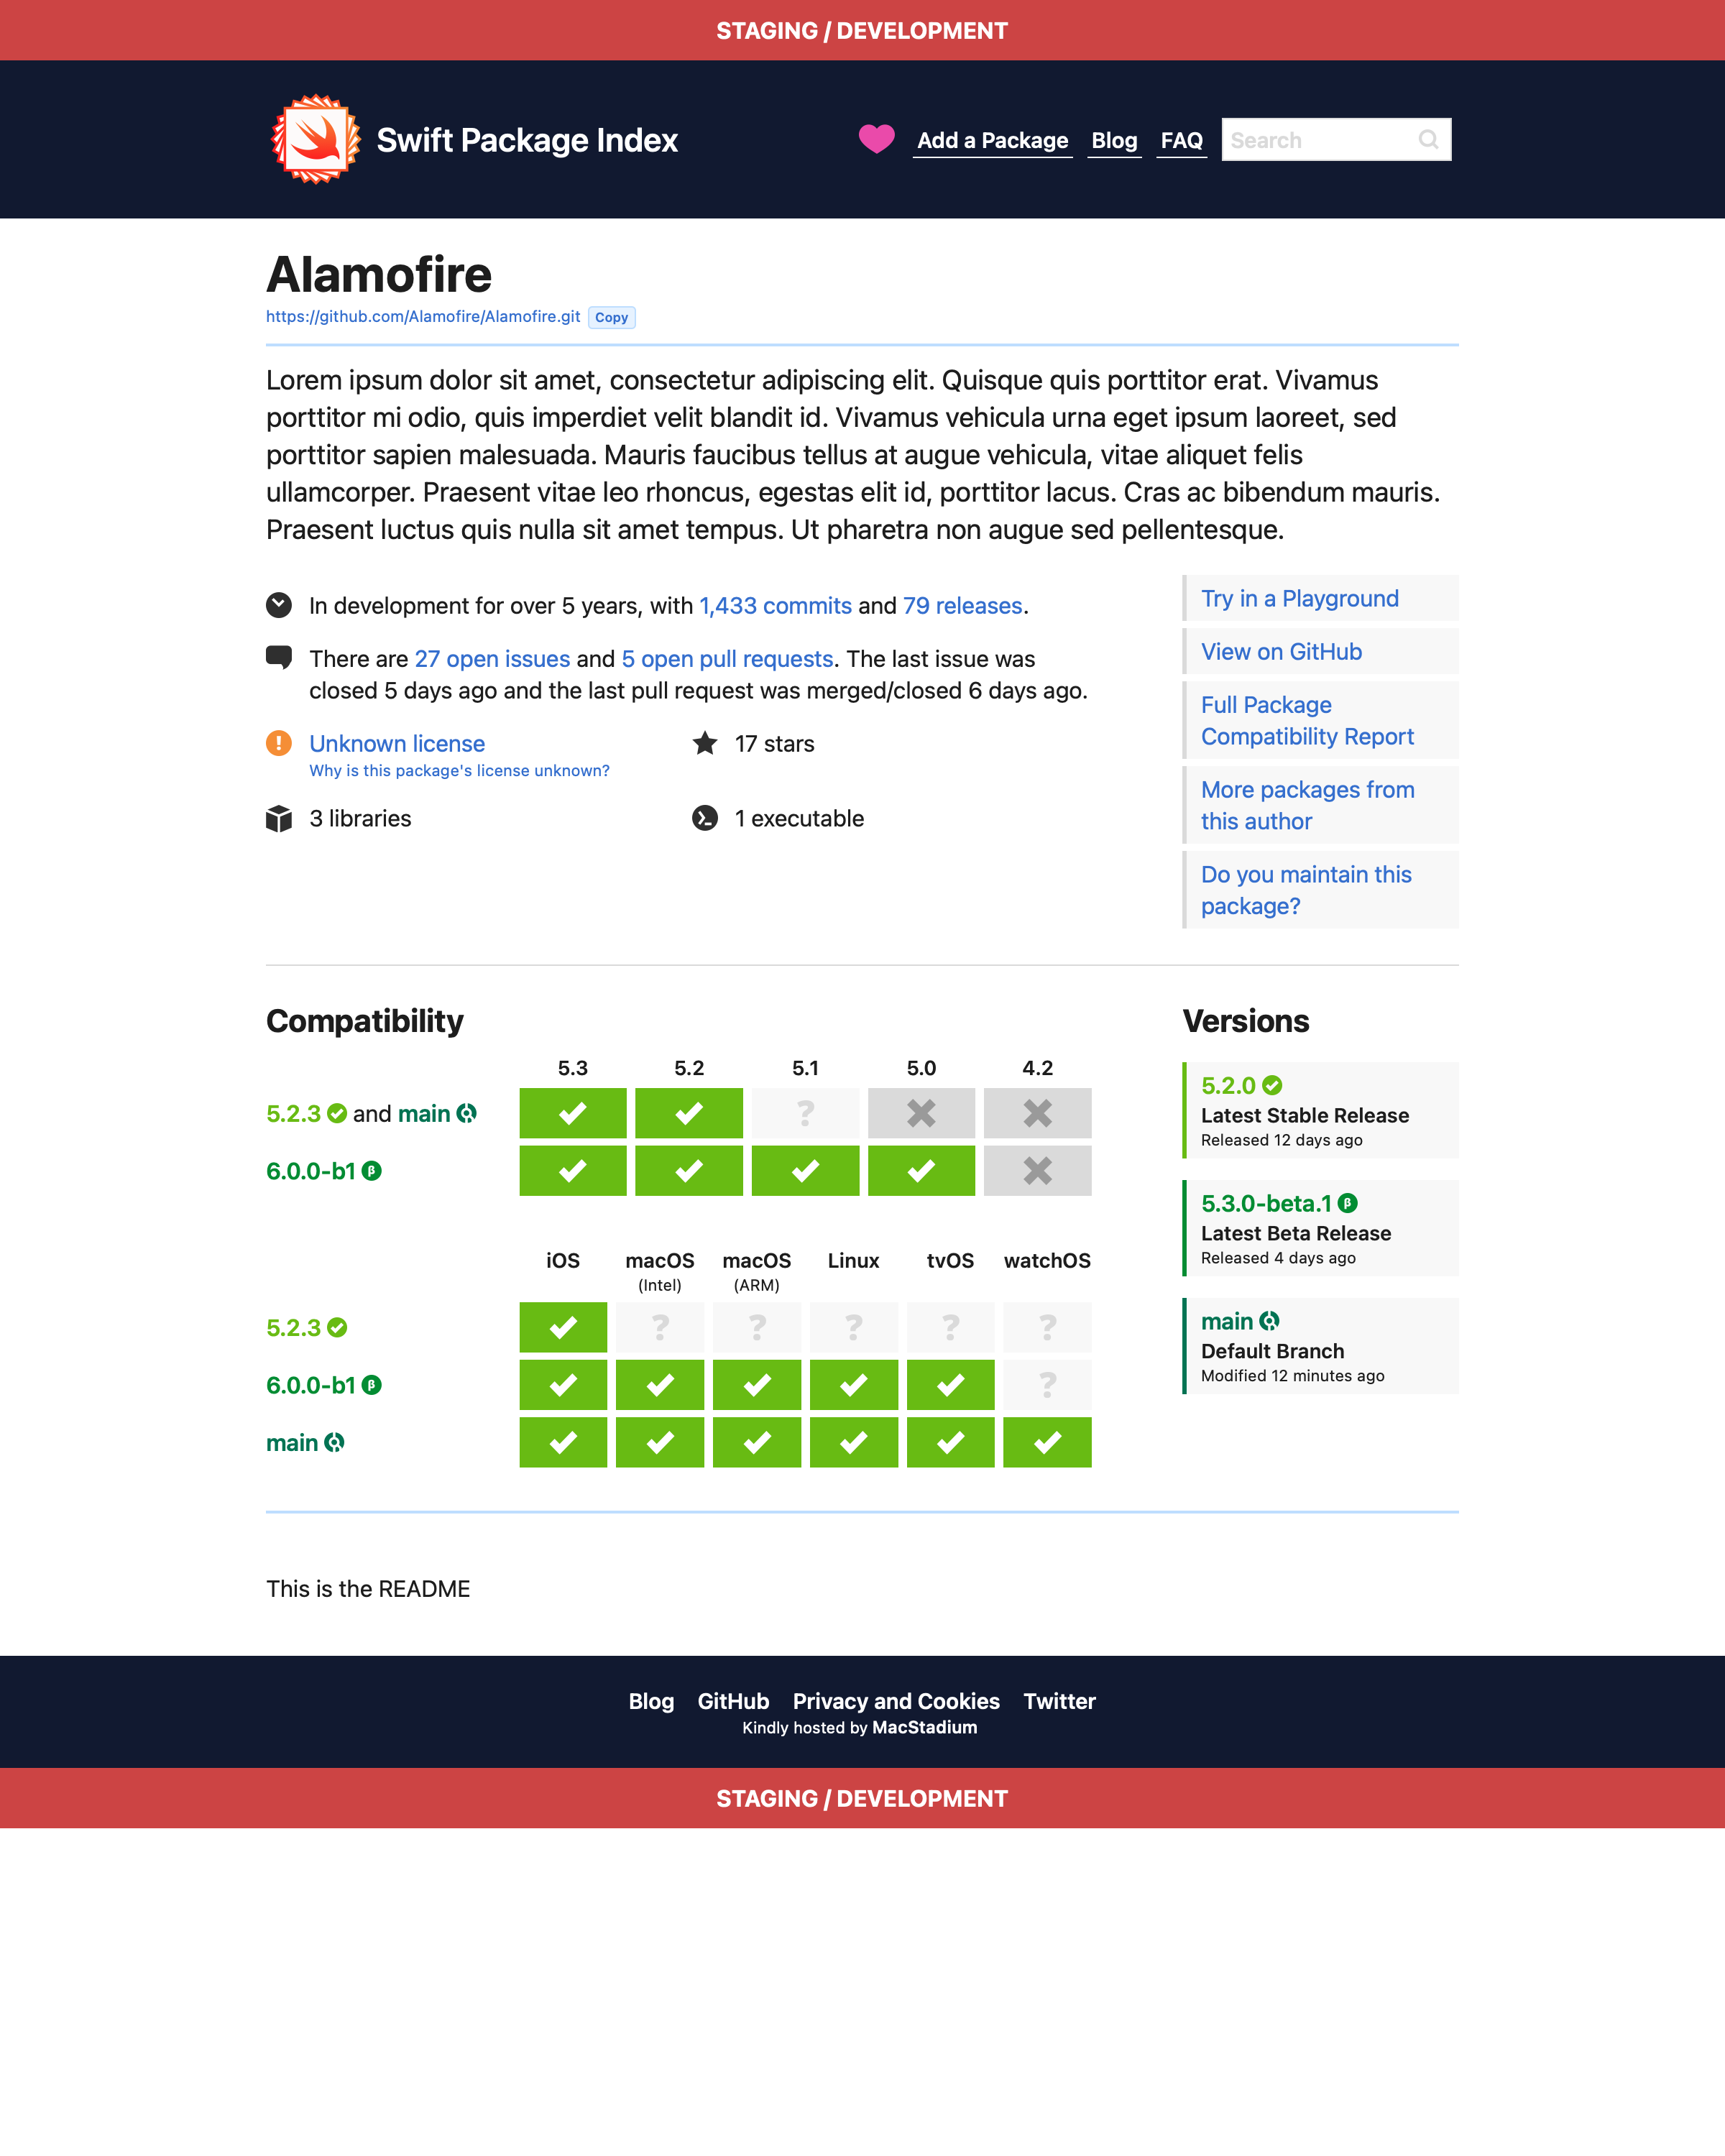 STAGING / DEVELOPMENT
Swift Package Index
Add a Package Blog FAQ Search
Alamofire
https://github.com/Alamofire/Alamofire.git Copy
Lorem ipsum dolor sit amet, consectetur adipiscing elit. Quisque quis porttitor erat. Vivamus
porttitor mi odio, quis imperdiet velit blandit id. Vivamus vehicula urna eget ipsum laoreet, sed
porttitor sapien malesuada. Mauris faucibus tellus at augue vehicula, vitae aliquet felis
ullamcorper. Praesent vitae leo rhoncus, egestas elit id, porttitor lacus. Cras ac bibendum mauris.
Praesent luctus quis nulla sit amet tempus. Ut pharetra non augue sed pellentesque.
In development for over 5 years, with 1,433 commits and 79 releases.
There are 27 open issues and 5 open pull requests. The last issue was
closed 5 days ago and the last pull request was merged/closed 6 days ago.
Unknown license
Why is this package's license unknown?
17 stars
3 libraries
1 executable
Try in a Playground
View on GitHub
Full Package
Compatibility Report
More packages from
this author
Do you maintain this
package?
Compatibility
5.3 5.2 5.1 5.0 4.2
5.2.3 and main ?
6.0.0-b1 β
iOS macOS macOS Linux tvOS watchOS
(Intel) (ARM)
5.2.3 ? ? ? ? ?
6.0.0-b1 β ?
main
Versions
5.2.0
Latest Stable Release
Released 12 days ago
5.3.0-beta.1 β
Latest Beta Release
Released 4 days ago
main
Default Branch
Modified 12 minutes ago
This is the README
Blog GitHub Privacy and Cookies Twitter
Kindly hosted by MacStadium
STAGING / DEVELOPMENT